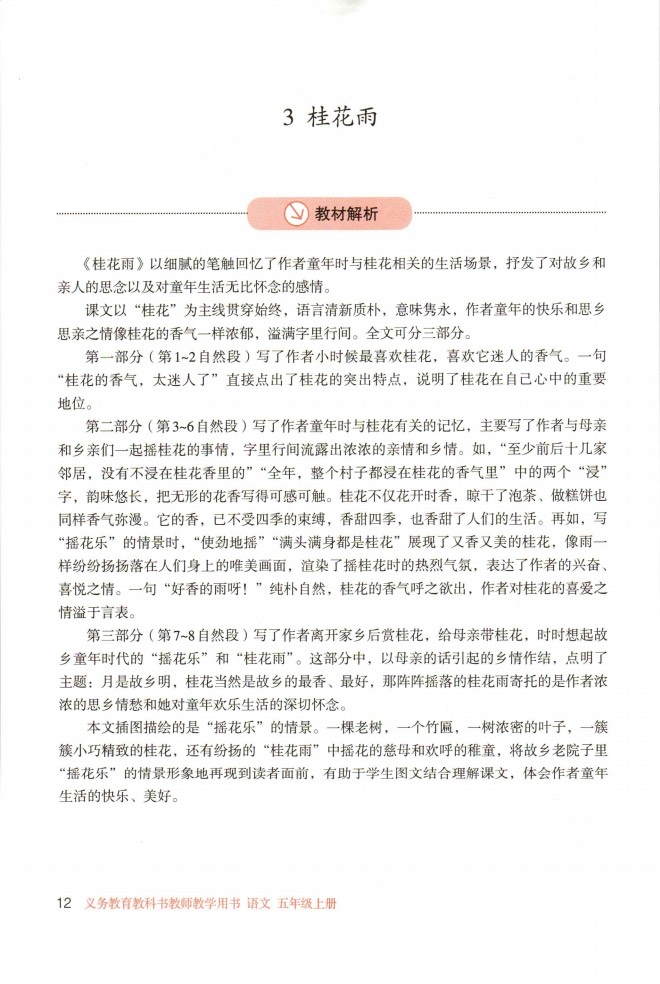 3 桂花雨
教材解析
《桂花雨》以细腻的笔触回忆了作者童年时与桂花相关的生活场景，抒发了对故乡和
亲人的思念以及对童年生活无比怀念的感情。
课文以“桂花”为主线贯穿始终，语言清新质朴，意味隽永，作者童年的快乐和思乡
思亲之情像桂花的香气一样浓郁，溢满字里行间。全文可分三部分。
第一部分（第1~2自然段）写了作者小时候最喜欢桂花，喜欢它迷人的香气。一句
“桂花的香气，太迷人了”直接点出了桂花的突出特点，说明了桂花在自己心中的重要
地位。
第二部分（第3~6自然段）写了作者童年时与桂花有关的记忆，主要写了作者与母亲
和乡亲们一起摇桂花的事情，字里行间流露出浓浓的亲情和乡情。如，“至少前后十几家
邻居，没有不浸在桂花香里的”“全年，整个村子都浸在桂花的香气里”中的两个“浸”
字，韵味悠长，把无形的花香写得可感可触。桂花不仅花开时香，晾干了泡茶、做糕饼也
同样香气弥漫。它的香，已不受四季的束缚，香甜四季，也香甜了人们的生活。再如，写
“摇花乐”的情景时，“使劲地摇”“满头满身都是桂花”展现了又香又美的桂花，像雨一
样纷纷扬扬落在人们身上的唯美画面，渲染了摇桂花时的热烈气氛，表达了作者的兴奋、
喜悦之情。一句“好香的雨呀！”纯朴自然，桂花的香气呼之欲出，作者对桂花的喜爱之
情溢于言表。
第三部分（第7~8自然段）写了作者离开家乡后赏桂花，给母亲带桂花，时时想起故
乡童年时代的“摇花乐”和“桂花雨”。这部分中，以母亲的话引起的乡情作结，点明了
主题：月是故乡明，桂花当然是故乡的最香、最好，那阵阵摇落的桂花雨寄托的是作者浓
浓的思乡情愁和她对童年欢乐生活的深切怀念。
本文插图描绘的是“摇花乐”的情景。一棵老树，一个竹匾，一树浓密的叶子，一簇
簇小巧精致的桂花，还有纷扬的“桂花雨”中摇花的慈母和欢呼的稚童，将故乡老院子里
“摇花乐”的情景形象地再现到读者面前，有助于学生图文结合理解课文，体会作者童年
生活的快乐、美好。
12 义务教育教科书教师教学用书 语文 五年级上册